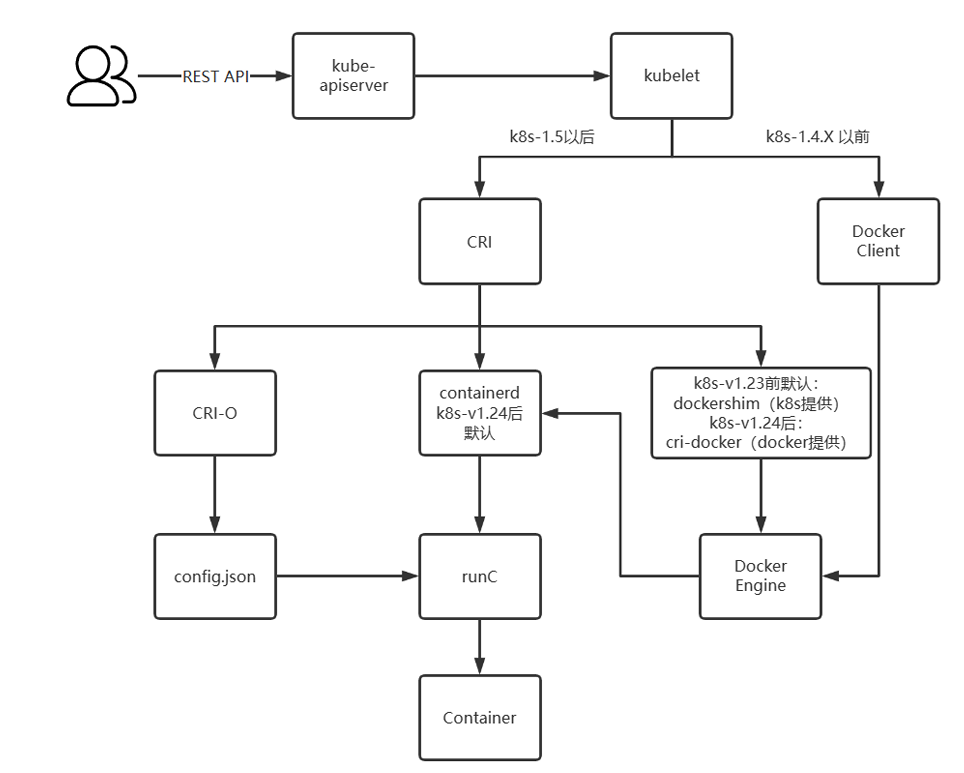 REST API
kube-
apiserver
kubelet
k8s-1.5以后
k8s-1.4.X 以前
CRI
Docker
Client
CRI-O
containerd
k8s-v1.24后
默认
k8s-v1.23前默认：
dockershim（k8s提供）
k8s-v1.24后：
cri-docker（docker提供）
config.json
runC
Docker
Engine
Container